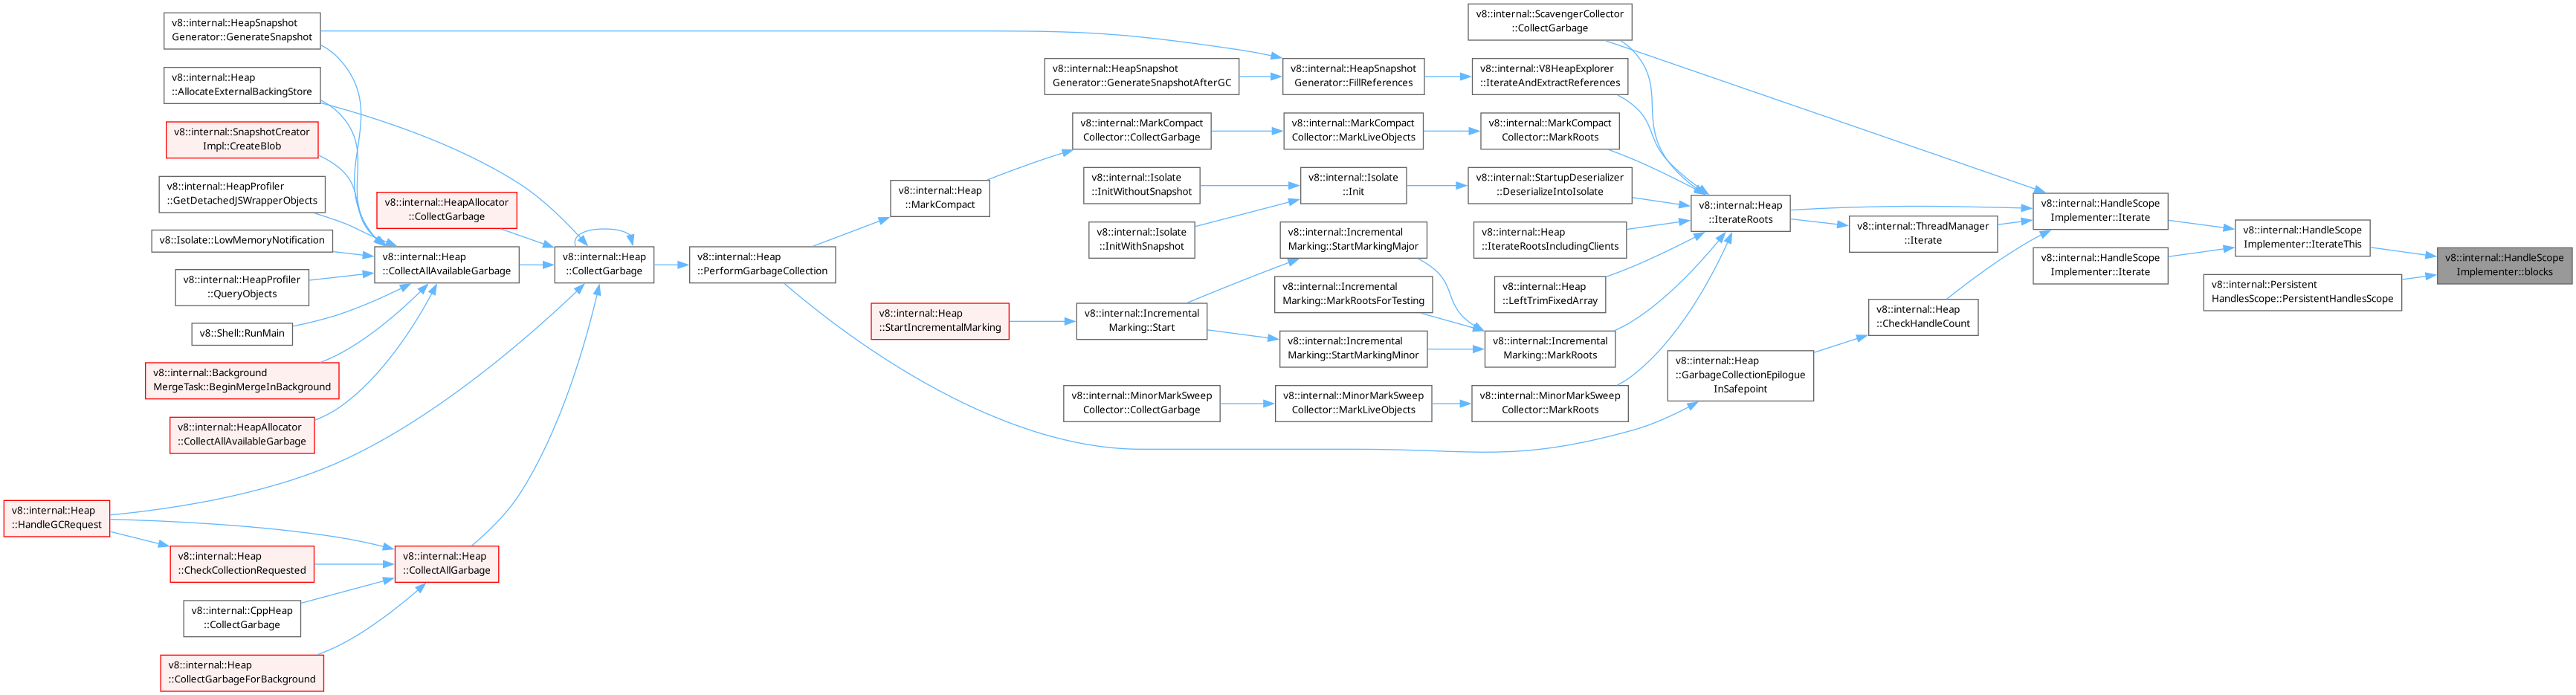 v8::internal::HeapSnapshot
Generator::GenerateSnapshot
v8::internal::Heap
::AllocateExternalBackingStore
v8::internal::SnapshotCreator
Impl::CreateBlob
v8::internal::HeapProfiler
::GetDetachedJSWrapperObjects
v8::Isolate::LowMemoryNotification
v8::internal::HeapProfiler
::QueryObjects
v8::Shell::RunMain
v8::internal::Background
MergeTask::BeginMergeInBackground
v8::internal::HeapAllocator
::CollectAllAvailableGarbage
v8::internal::Heap
::HandleGCRequest
v8::internal::Heap
::CheckCollectionRequested
v8::internal::CppHeap
::CollectGarbage
v8::internal::Heap
::CollectGarbageForBackground
v8::internal::HeapAllocator
::CollectGarbage
v8::internal::Heap
::CollectAllAvailableGarbage
v8::internal::Heap
::CollectAllGarbage
v8::internal::Heap
::CollectGarbage
v8::internal::Heap
::PerformGarbageCollection
v8::internal::Heap
::MarkCompact
v8::internal::Heap
::StartIncrementalMarking
v8::internal::HeapSnapshot
Generator::GenerateSnapshotAfterGC
v8::internal::MarkCompact
Collector::CollectGarbage
v8::internal::Isolate
::InitWithoutSnapshot
v8::internal::Isolate
::InitWithSnapshot
v8::internal::Incremental
Marking::Start
v8::internal::MinorMarkSweep
Collector::CollectGarbage
v8::internal::HeapSnapshot
Generator::FillReferences
v8::internal::MarkCompact
Collector::MarkLiveObjects
v8::internal::Isolate
::Init
v8::internal::Incremental
Marking::StartMarkingMajor
v8::internal::Incremental
Marking::MarkRootsForTesting
v8::internal::Incremental
Marking::StartMarkingMinor
v8::internal::MinorMarkSweep
Collector::MarkLiveObjects
v8::internal::ScavengerCollector
::CollectGarbage
v8::internal::V8HeapExplorer
::IterateAndExtractReferences
v8::internal::MarkCompact
Collector::MarkRoots
v8::internal::StartupDeserializer
::DeserializeIntoIsolate
v8::internal::Heap
::IterateRootsIncludingClients
v8::internal::Heap
::LeftTrimFixedArray
v8::internal::Incremental
Marking::MarkRoots
v8::internal::MinorMarkSweep
Collector::MarkRoots
v8::internal::Heap
::IterateRoots
v8::internal::Heap
::GarbageCollectionEpilogue
InSafepoint
v8::internal::ThreadManager
::Iterate
v8::internal::Heap
::CheckHandleCount
v8::internal::HandleScope
Implementer::Iterate
v8::internal::HandleScope
Implementer::Iterate
v8::internal::HandleScope
Implementer::IterateThis
v8::internal::Persistent
HandlesScope::PersistentHandlesScope
v8::internal::HandleScope
Implementer::blocks